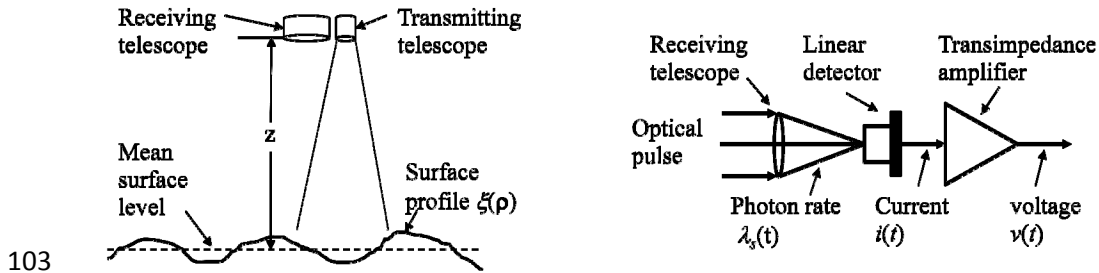 Receiving
telescope
Transmitting
telescope
z
Mean
surface
level
Surface
profile ξ(ρ)
103
Receiving
telescope
Linear
detector
Transimpedance
amplifier
Optical
pulse
Photon rate
λs(t)
Current
i(t)
voltage
v(t)